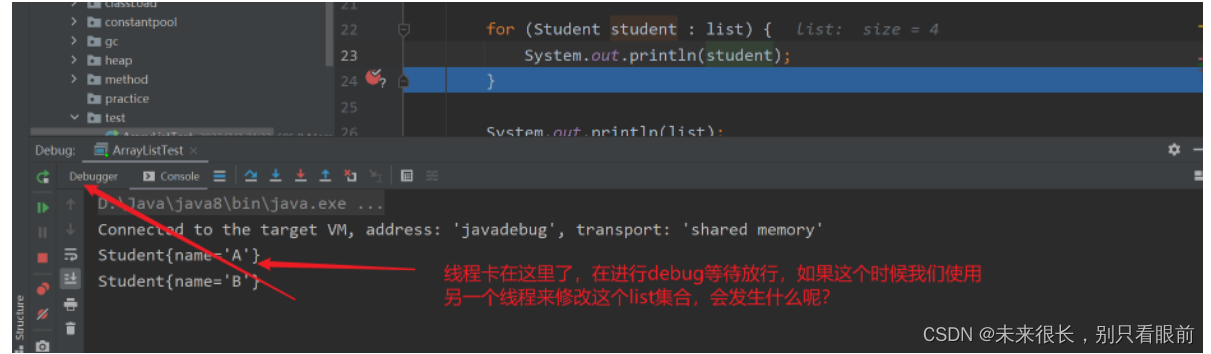 classLoad
21
constantpool
22 for (Student student : list) { list: size = 4
gc
23 System.out.println(student);
heap
method
24 }
practice
25
test
26 System.out.println(list);
ArrayListTest
Debug: ArrayListTest
Debugger Console
D:\Java\java8\bin\java.exe ...
Connected to the target VM, address: 'javadebug', transport: 'shared memory'
Student{name='A'}
线程卡在这里了，在进行debug等待放行，如果这个时候我们使用
Student{name='B'}
另一个线程来修改这个list集合，会发生什么呢？
Structure
CSDN @未来很长，别只看眼前